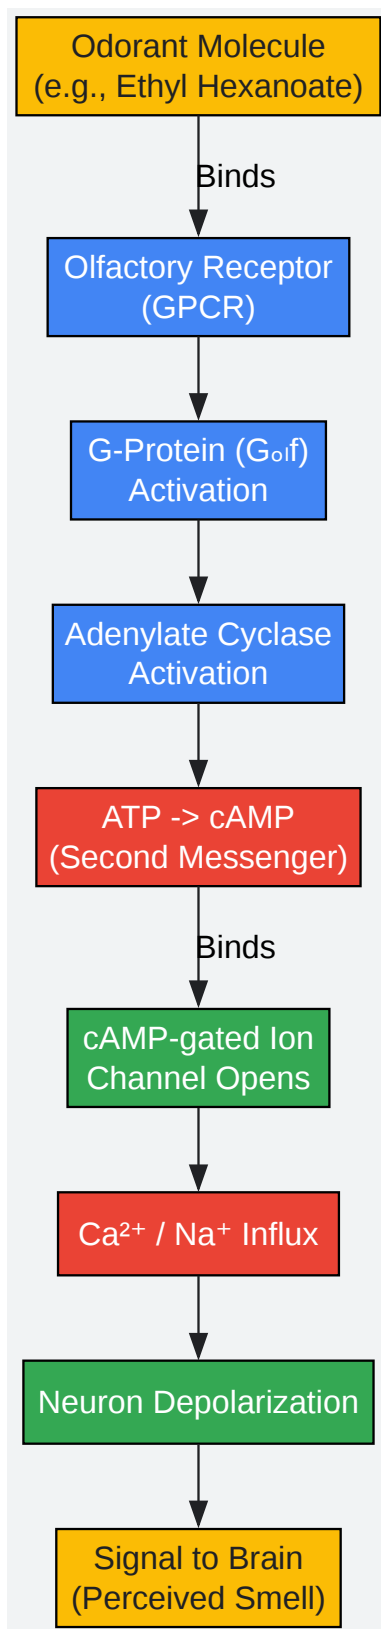 Odorant Molecule
(e.g., Ethyl Hexanoate)
Binds
Olfactory Receptor
(GPCR)
G-Protein (Gₒₗf)
Activation
Adenylate Cyclase
Activation
ATP -> cAMP
(Second Messenger)
Binds
cAMP-gated Ion
Channel Opens
Ca²⁺ / Na⁺ Influx
Neuron Depolarization
Signal to Brain
(Perceived Smell)